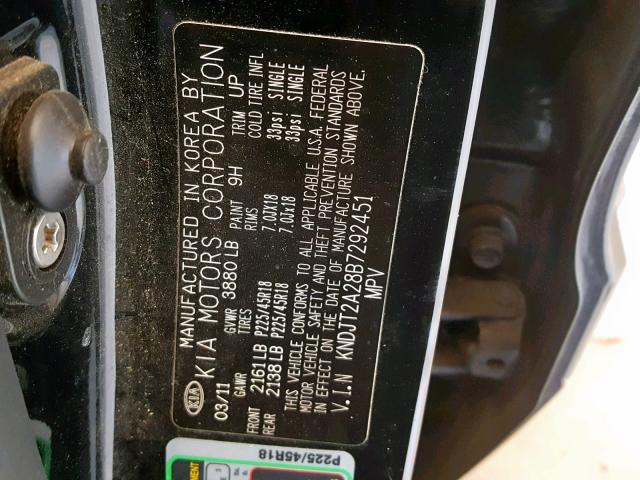 KIA
MANUFACTURED IN KOREA BY
KIA MOTORS CORPORATION
03/11 GVWR 3880 LB PAINT 9H TRIM UP
GAWR TIRES RIMS COLD TIRE INFL
FRONT 2161LB P225/45R18 7.0JX18 33psi SINGLE
REAR 2138LB P225/45R18 7.0Jx18 33psi SINGLE
THIS VEHICLE CONFORMS TO ALL APPLICABLE U.S.A. FEDERAL
MOTOR VEHICLE SAFETY AND THEFT PREVENTION STANDARDS
IN EFFECT ON THE DATE OF MANUFACTURE SHOWN ABOVE.
V.I.N KNDJT2A28B7292451
MPV
P225/45R18